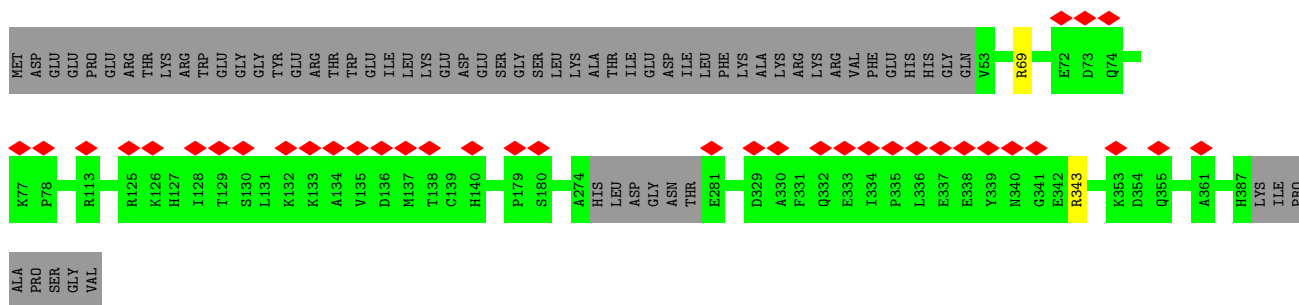 MET ASP GLU GLU PRO GLU ARG THR LYS ARG TRP GLU GLY GLY TYR GLU ARG THR TRP GLU ILE LEU LYS GLU ASP GLU SER GLY SER LEU LYS ALA THR ILE GLU ASP ILE LEU PHE LYS ALA LYS ARG LYS ARG VAL PHE GLU HIS HIS GLY GLN V53 R69 E72 D73 Q74
K77 P78 R113 R125 K126 H127 I128 T129 S130 L131 K132 K133 A134 V135 D136 M137 T138 C139 H140 P179 S180 A274 HIS LEU ASP GLY ASN THR E281 D329 A330 F331 Q332 E333 I334 P335 L336 E337 E338 Y339 N340 G341 E342 R343 K353 D354 Q355 A361 H387 LYS ILE PRO
ALA PRO SER GLY VAL